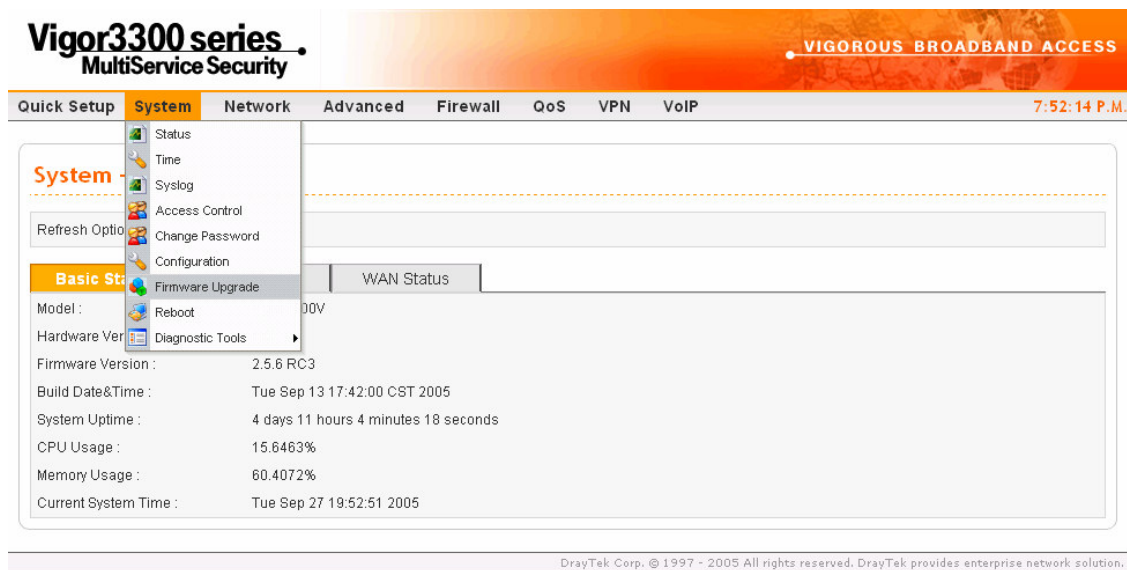 Vigor3300 series
MultiService Security
VIGOROUS BROADBAND ACCESS
Quick Setup System Network Advanced Firewall QoS VPN VoIP 7:52:14 P.M.
Status
Time
System -
Syslog
Access Control
Refresh Optio
Change Password
Configuration
Basic Sta WAN Status
Firmware Upgrade
Model : 00V
Reboot
Hardware Ver
Diagnostic Tools
Firmware Version : 2.5.6 RC3
Build Date&Time : Tue Sep 13 17:42:00 CST 2005
System Uptime : 4 days 11 hours 4 minutes 18 seconds
CPU Usage : 15.6463%
Memory Usage : 60.4072%
Current System Time : Tue Sep 27 19:52:51 2005
DrayTek Corp. © 1997 - 2005 All rights reserved. DrayTek provides enterprise network solution.